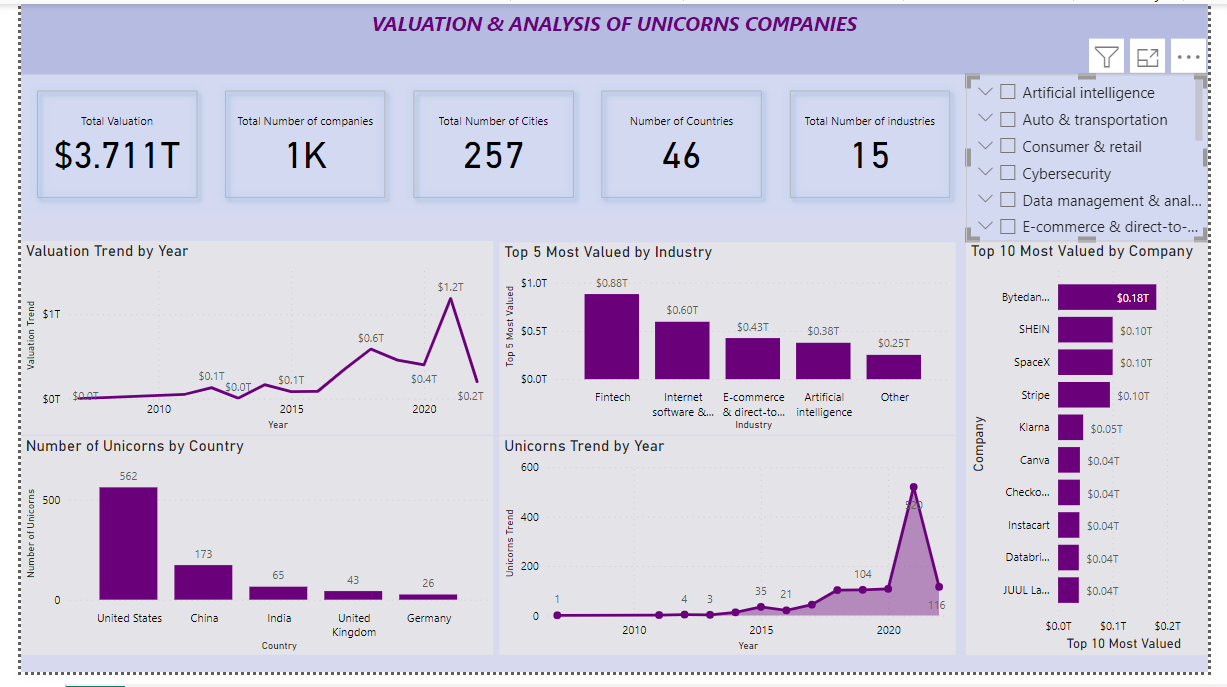 VALUATION & ANALYSIS OF UNICORNS COMPANIES
Total Valuation
$3.711T
Total Number of companies
1K
Total Number of Cities
257
Number of Countries
46
Total Number of industries
15
Artificial intelligence
Auto & transportation
Consumer & retail
Cybersecurity
Data management & anal...
E-commerce & direct-to-...
Valuation Trend by Year
Valuation Trend
$1T
$0T
$0.0T
$0.1T
$0.0T
$0.1T
$0.6T
$0.4T
$1.2T
$0.2T
2010
2015
2020
Year
Top 5 Most Valued by Industry
Top 5 Most Valued
$1.0T
$0.5T
$0.0T
$0.88T
$0.60T
$0.43T
$0.38T
$0.25T
Fintech
Internet
software &...
E-commerce
& direct-to...
Artificial
intelligence
Other
Industry
Top 10 Most Valued by Company
Company
Bytedan...
$0.18T
SHEIN
$0.10T
SpaceX
$0.10T
Stripe
$0.10T
Klarna
$0.05T
Canva
$0.04T
Checko...
$0.04T
Instacart
$0.04T
Databri...
$0.04T
JUUL La...
$0.04T
$0.0T
$0.1T
$0.2T
Top 10 Most Valued
Number of Unicorns by Country
Number of Unicorns
500
0
562
173
65
43
26
United States
China
India
United
Kingdom
Germany
Country
Unicorns Trend by Year
Unicorns Trend
600
400
200
0
1
4
3
35
21
104
520
116
2010
2015
2020
Year